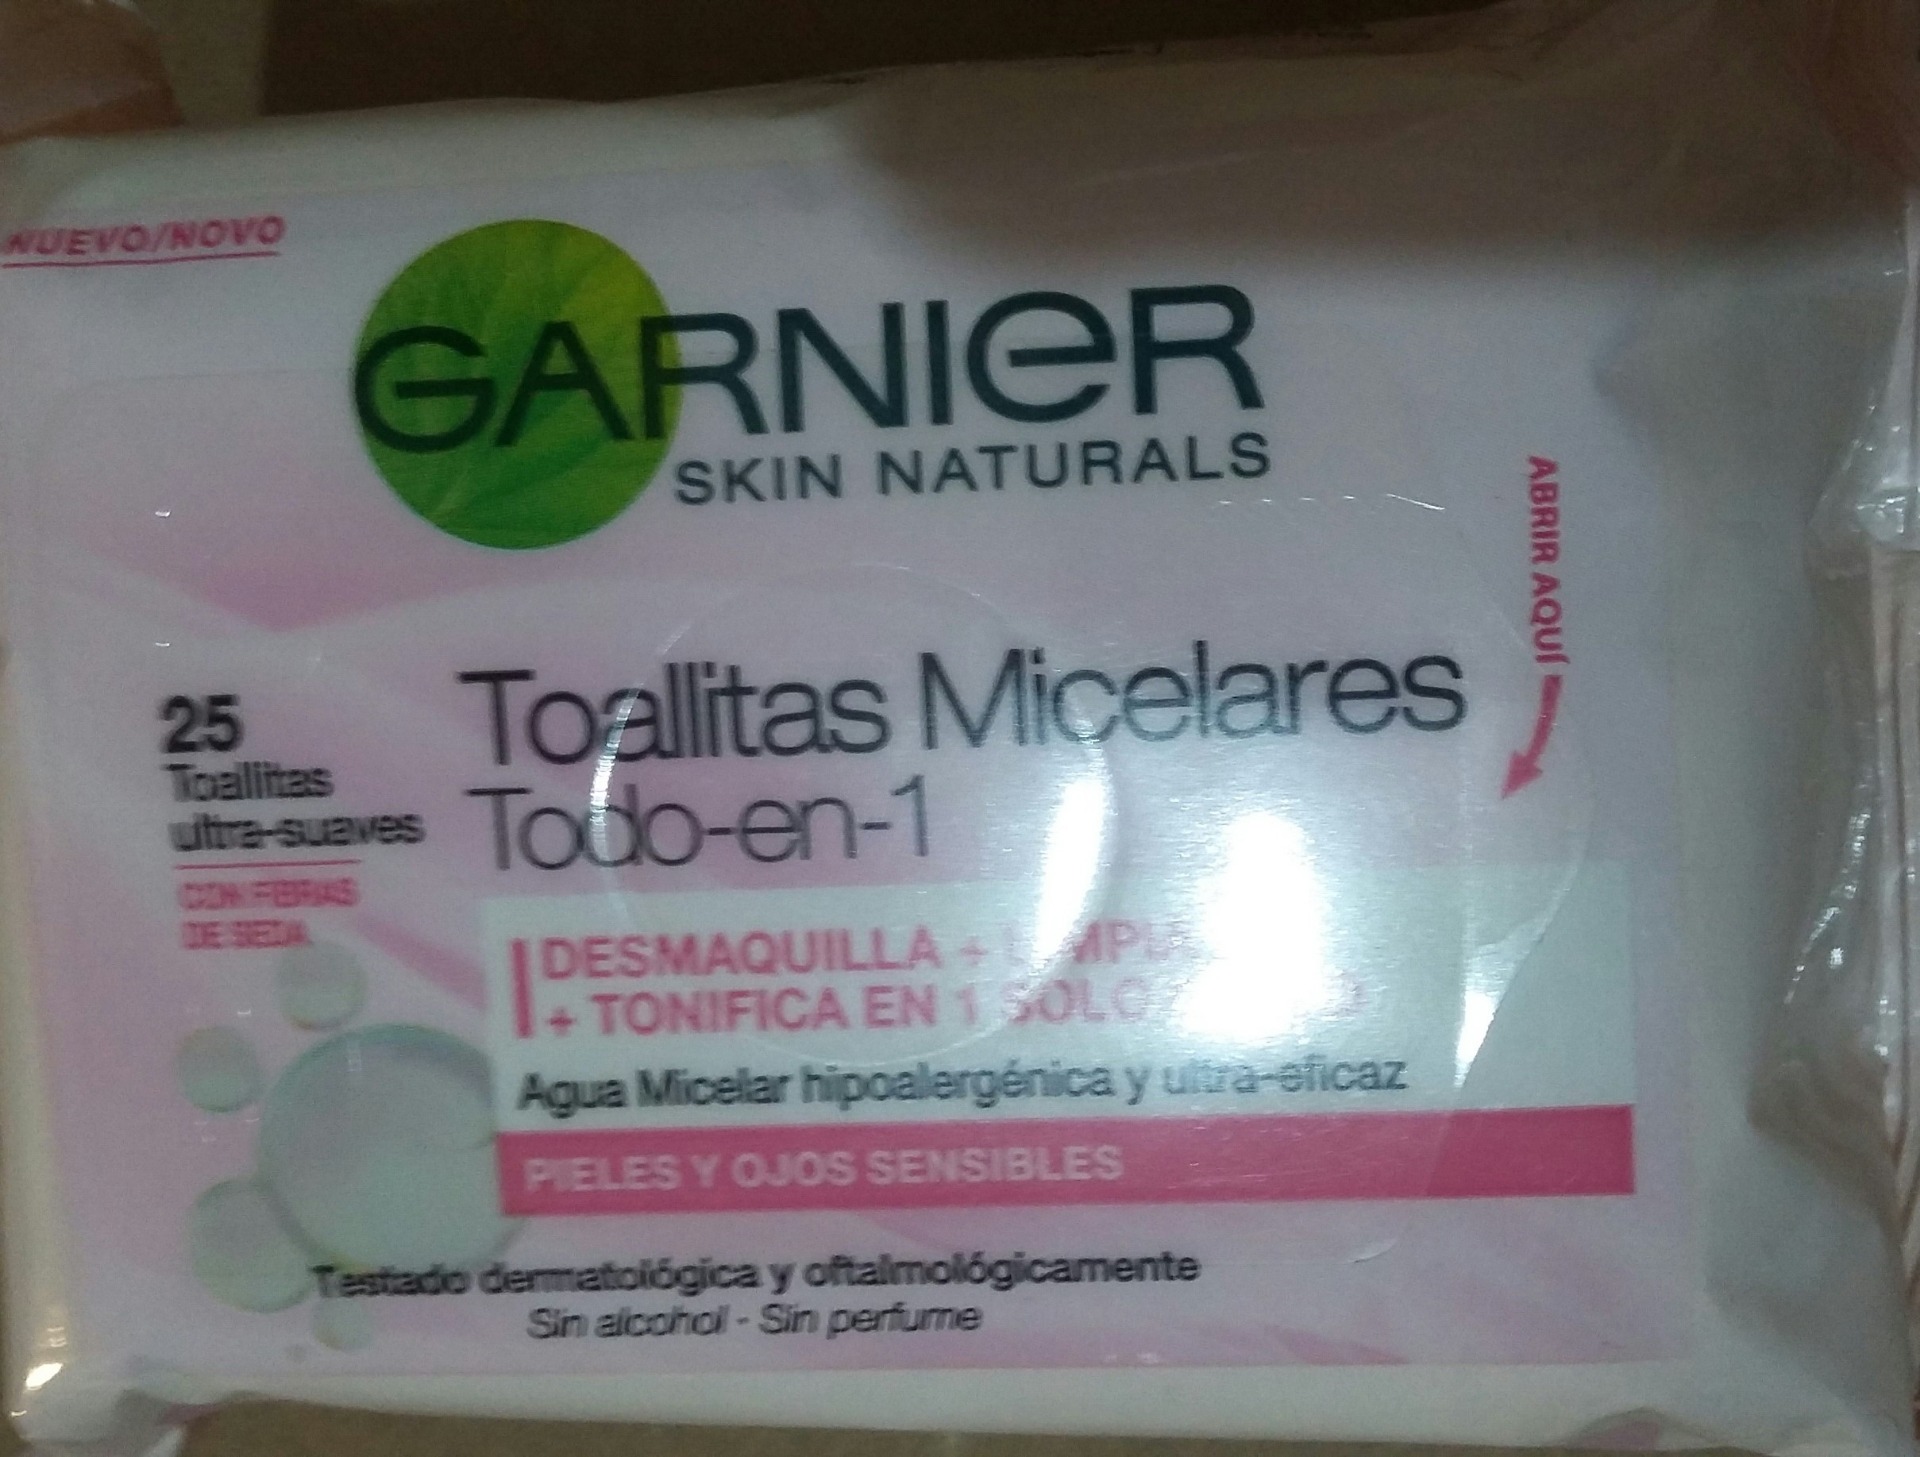 NUEVO/NOVO
GARNIeR
SKIN NATURALS
ABRIR AQUÍ
25
Toallitas
ultra-suaves
CON FIBRAS
DE SEDA
Toallitas Micelares
Todo-en-1
DESMAQUILLA +
+ TONIFICA EN 1 SOLO
Agua Micelar hipoalergénica y ultra-eficaz
PIELES Y OJOS SENSIBLES
Testado dermatológica y oftalmológicamente
Sin alcohol - Sin perfume